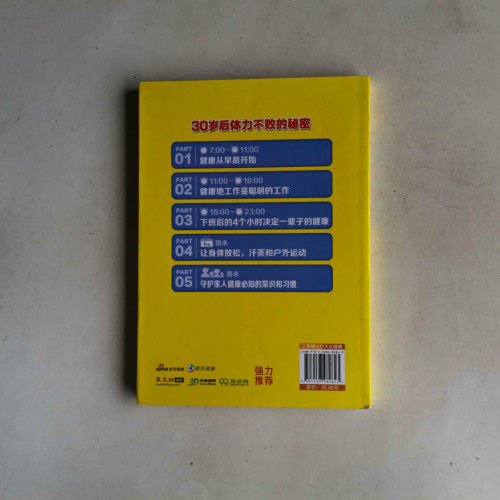 30岁后体力不败的秘密
PART 01 7:00-11:00
健康从早晨开始
PART 02 11:00-18:00
健康地工作是聪明的工作
PART 03 18:00-23:00
下班后的4个小时决定一辈子的健康
PART 04 周末
让身体放松，汗蒸和户外运动
PART 05 周末
守护家人健康必知的常识和习惯
强力
推荐